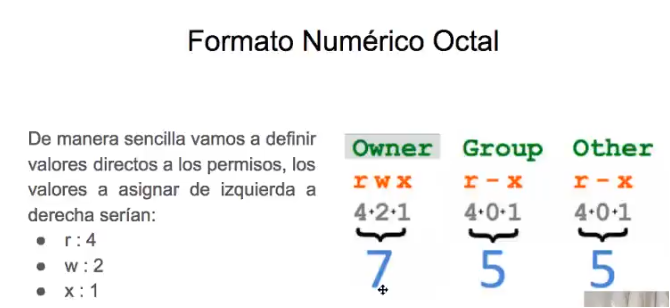 Formato Numérico Octal
De manera sencilla vamos a definir
valores directos a los permisos, los
valores a asignar de izquierda a
derecha serían:
● r : 4
● w : 2
● x : 1
Owner Group Other
r w x r - x r - x
4+2+1 4+0+1 4+0+1
7 5 5